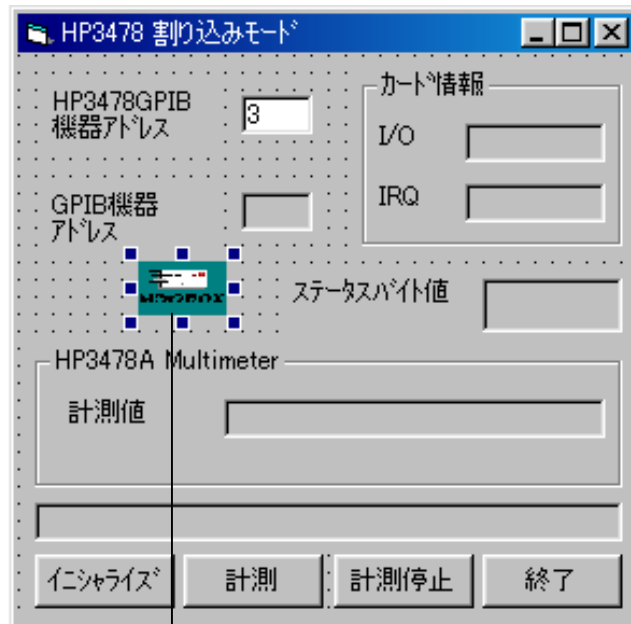 HP3478 割り込みモード
HP3478GPIB
機器アドレス
3
カード情報
I/O
IRQ
GPIB機器
アドレス
ステータスバイト値
HP3478A Multimeter
計測値
イニシャライズ
計測
計測停止
終了